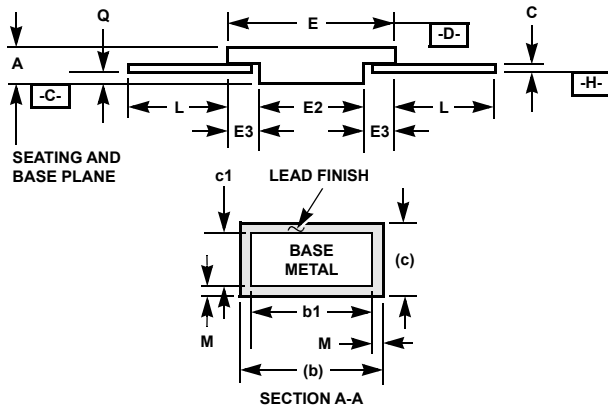 E
-D-
C
A
Q
-C-
-H-
L
E2
L
E3
E3
SEATING AND
BASE PLANE
c1
LEAD FINISH
BASE
METAL
(c)
b1
M
M
(b)
SECTION A-A